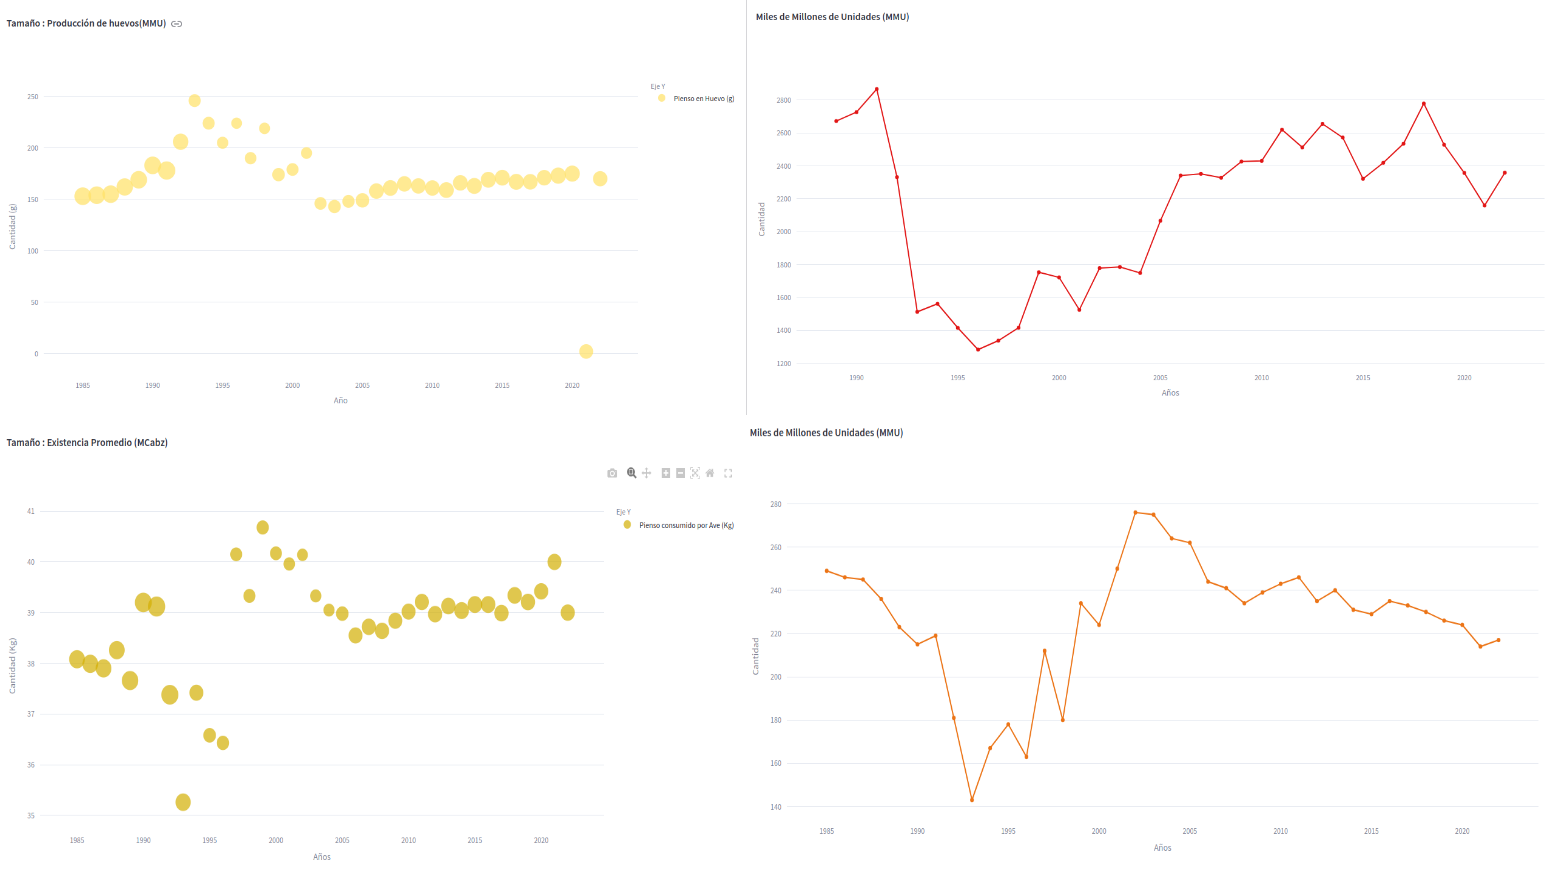 Tamaño : Producción de huevos(MMU)
Eje Y
Pienso en Huevo (g)
250
200
150
100
50
0
Cantidad (g)
1985 1990 1995 2000 2005 2010 2015 2020
Año
Miles de Millones de Unidades (MMU)
2800
2600
2400
2200
2000
1800
1600
1400
1200
Cantidad
1990 1995 2000 2005 2010 2015 2020
Años
Tamaño : Existencia Promedio (MCabz)
Eje Y
Pienso consumido por Ave (Kg)
41
40
39
38
37
36
35
Cantidad (Kg)
1985 1990 1995 2000 2005 2010 2015 2020
Años
Miles de Millones de Unidades (MMU)
280
260
240
220
200
180
160
140
Cantidad
1985 1990 1995 2000 2005 2010 2015 2020
Años